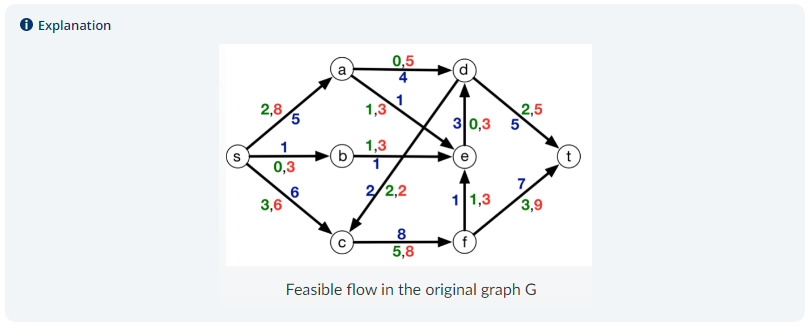 Explanation
0,5
a
d
4
1
2,8
1,3
2,5
5
3
0,3
5
1
1,3
s
b
e
t
0,3
1
6
2
2,2
7
3,6
1
1,3
3,9
8
c
f
5,8
Feasible flow in the original graph G